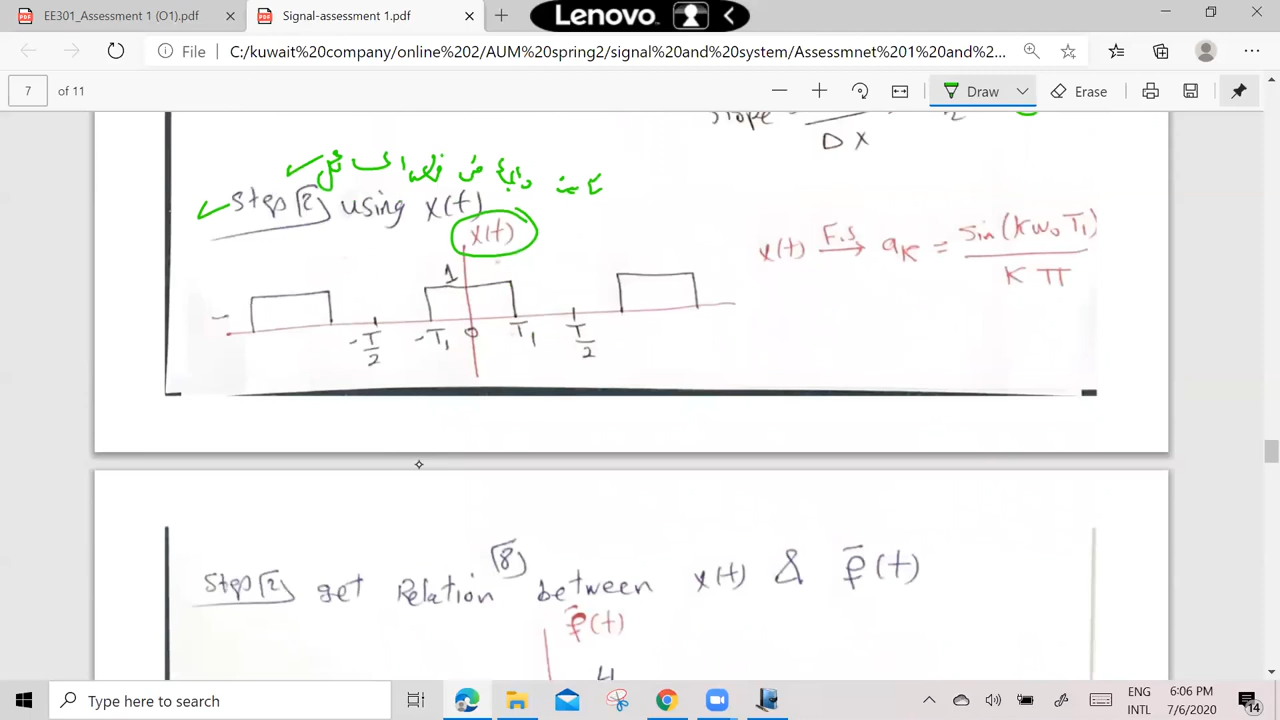 EE301_Assessment 1 (O1).pdf
Signal-assessment 1.pdf
Lenovo
File
C:/kuwait%20company/online%202/AUM%20spring2/signal%20and%20system/Assessmnet%201%20and%2...
7
of 11
Draw
Erase
slope
Δ X
2
Step [2] using x(t)
x(t)
1
-T/2
-T₁
0
T₁
T/2
x(t) F.S → aK = sin(K w₀ T₁) / K π
[8]
Step [2] get Relation between x(t) & f̄(t)
f̄(t)
4
Type here to search
ENG
INTL
6:06 PM
7/6/2020
14